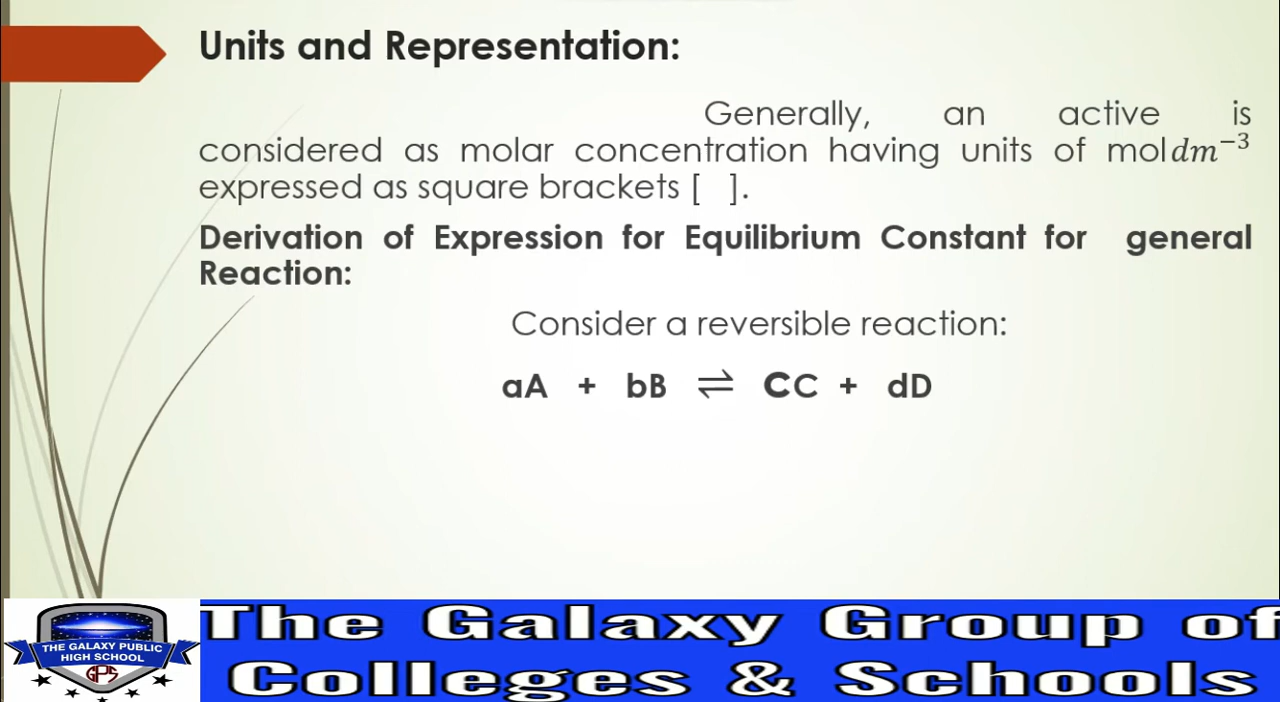 Units and Representation:
Generally, an active is
considered as molar concentration having units of mol𝑑𝑚⁻³
expressed as square brackets [ ].
Derivation of Expression for Equilibrium Constant for general
Reaction:
Consider a reversible reaction:
aA + bB ⇌ CC + dD
THE GALAXY PUBLIC
HIGH SCHOOL
GPS
The Galaxy Group of
Colleges & Schools